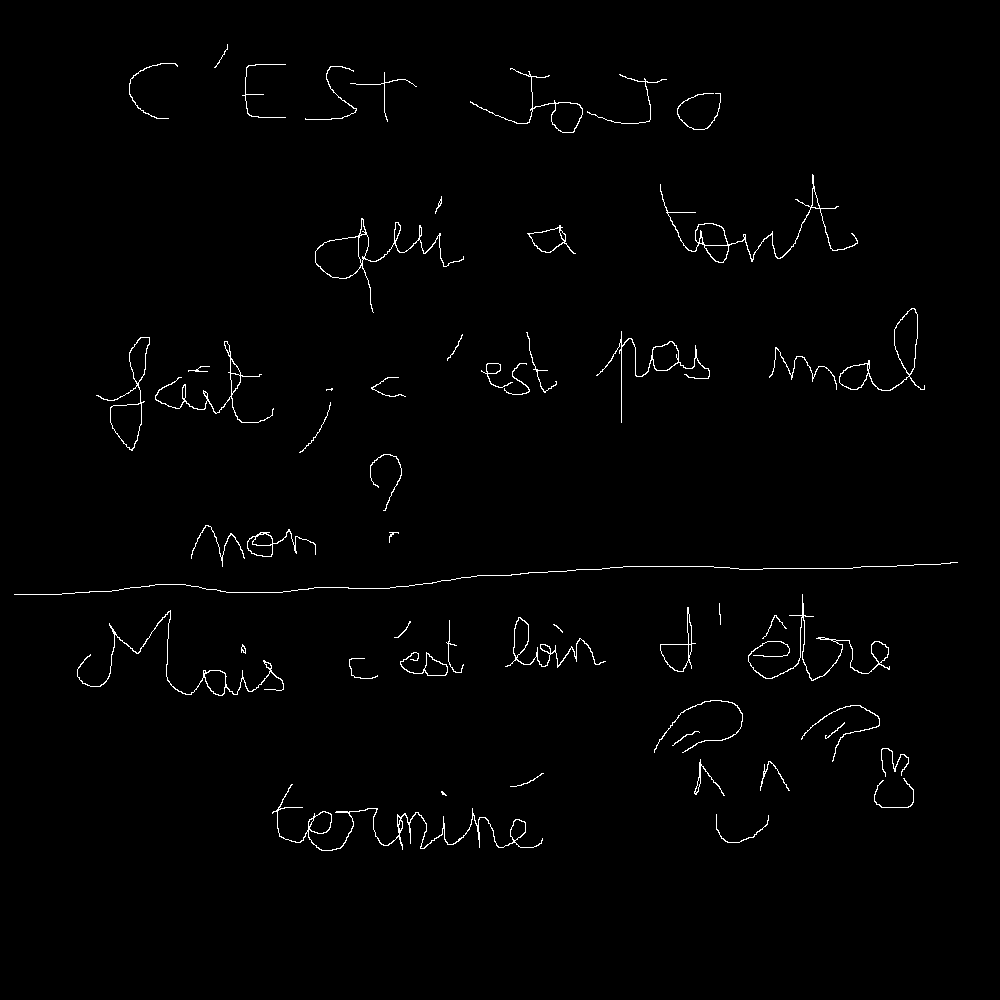 C'EST JoJo
qui a tout
fait, c'est pas mal
non ?
Mais c'est loin d'être
terminé